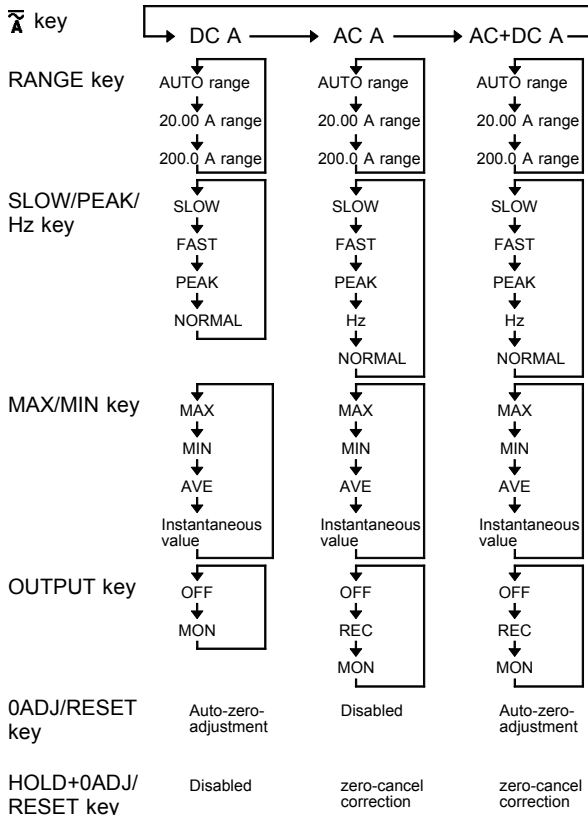 A key
DC A AC A AC+DC A
RANGE key
AUTO range AUTO range AUTO range
20.00 A range 20.00 A range 20.00 A range
200.0 A range 200.0 A range 200.0 A range
SLOW/PEAK/
Hz key
SLOW SLOW SLOW
FAST FAST FAST
PEAK PEAK PEAK
NORMAL Hz Hz
NORMAL NORMAL
MAX/MIN key
MAX MAX MAX
MIN MIN MIN
AVE AVE AVE
Instantaneous Instantaneous Instantaneous
value value value
OUTPUT key
OFF OFF OFF
MON REC REC
MON MON
0ADJ/RESET
key
Auto-zero- Disabled Auto-zero-
adjustment adjustment
HOLD+0ADJ/
RESET key
Disabled zero-cancel zero-cancel
correction correction